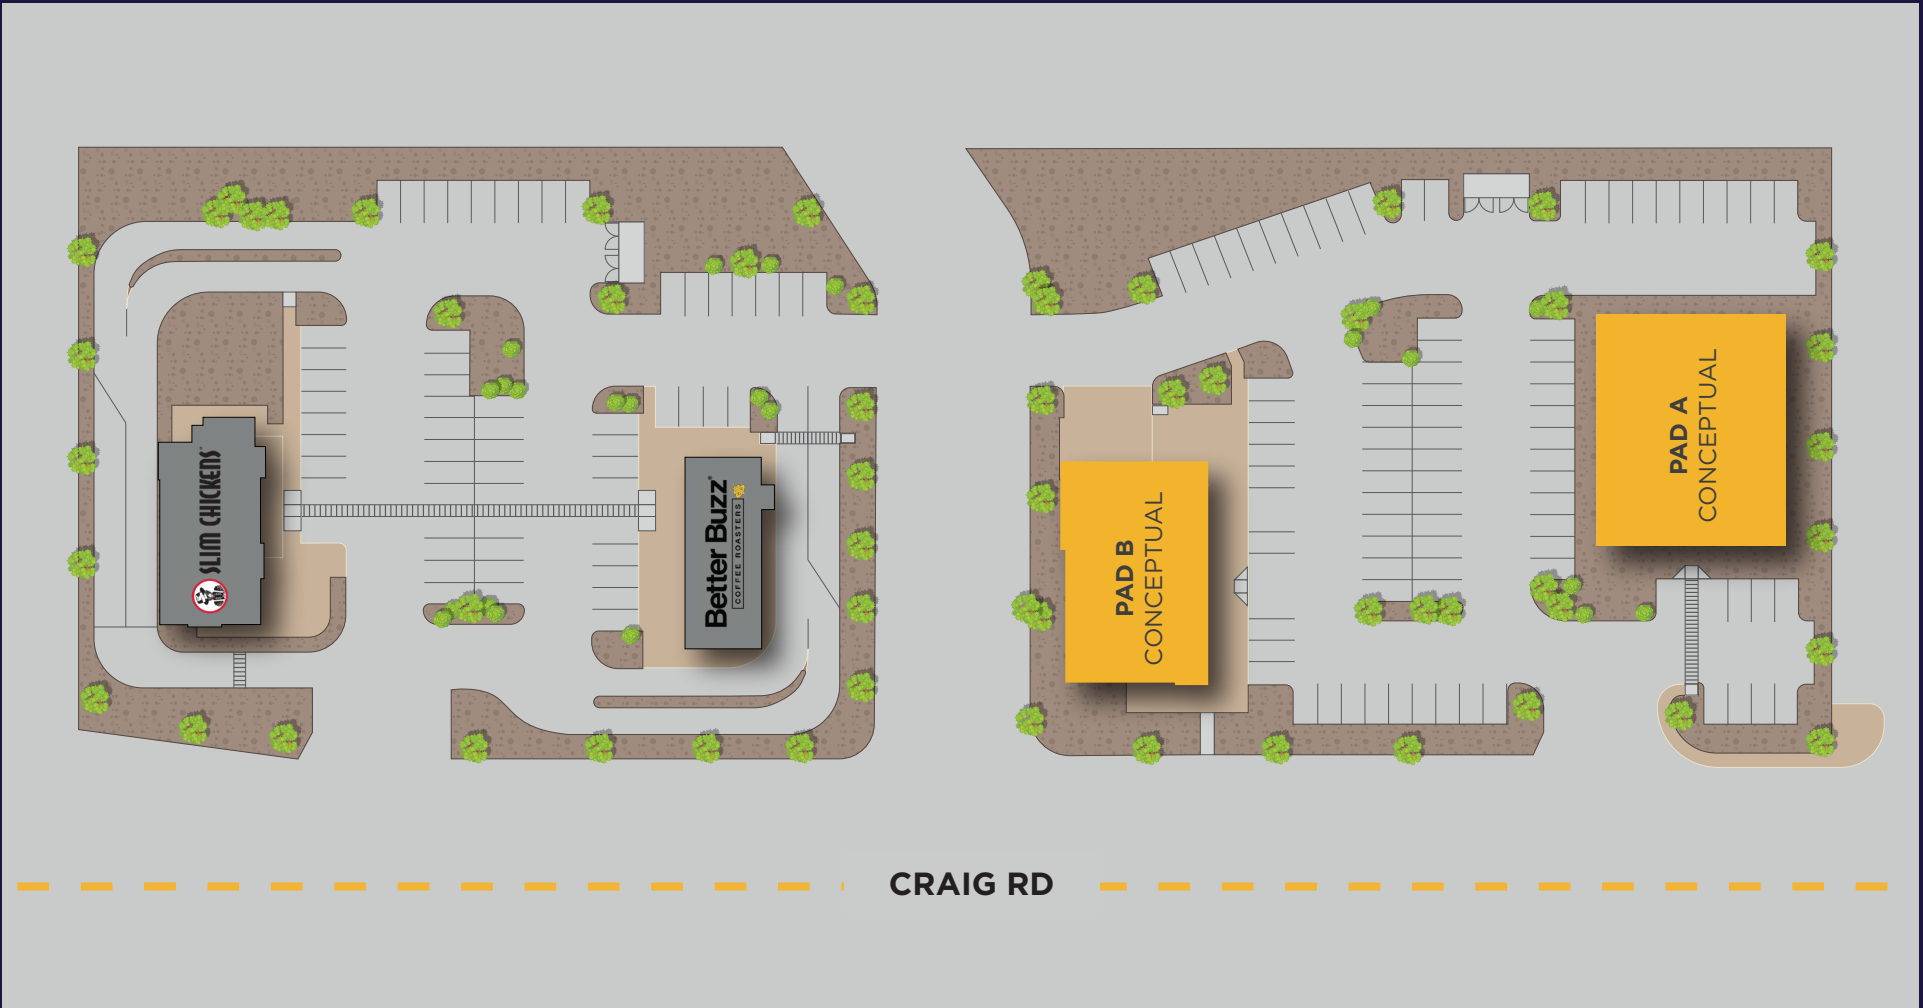 SLIM CHICKENS
Better Buzz
COFFEE ROASTERS
PAD B
CONCEPTUAL
PAD A
CONCEPTUAL
CRAIG RD